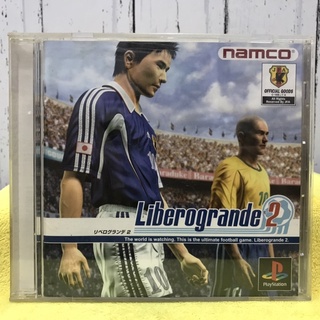 namco
OFFICIAL GOODS
Liberogrande 2
リベログランデ2
The world is watching. This is the ultimate football game. Liberogrande 2.
PlayStation